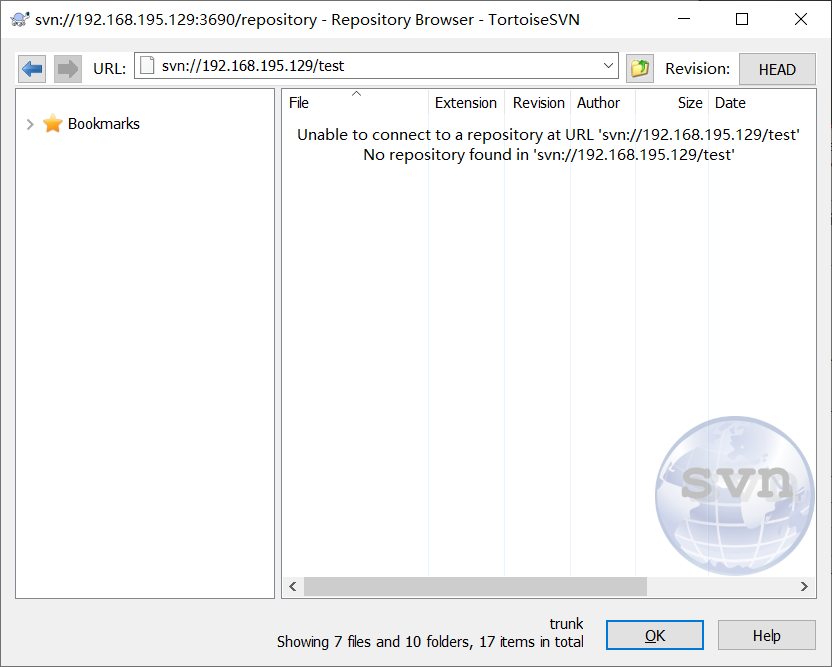 svn://192.168.195.129:3690/repository - Repository Browser - TortoiseSVN
URL: svn://192.168.195.129/test Revision: HEAD
Bookmarks
File Extension Revision Author Size Date
Unable to connect to a repository at URL 'svn://192.168.195.129/test'
No repository found in 'svn://192.168.195.129/test'
svn
trunk
Showing 7 files and 10 folders, 17 items in total
OK Help